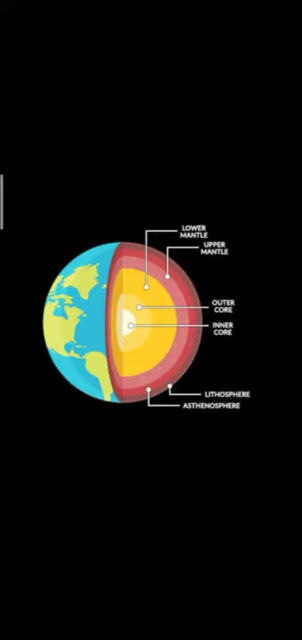 LOWER
MANTLE
UPPER
MANTLE
OUTER
CORE
INNER
CORE
LITHOSPHERE
ASTHENOSPHERE